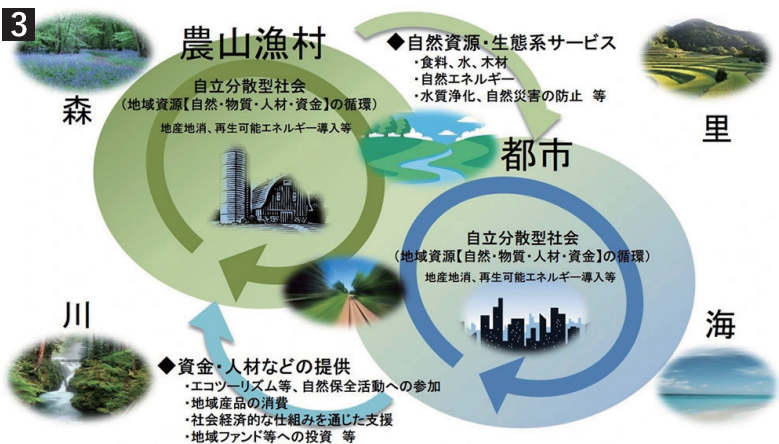 3
農山漁村
自立分散型社会
(地域資源【自然・物質・人材・資金】の循環)
地産地消、再生可能エネルギー導入等
◆自然資源・生態系サービス
・食料、水、木材
・自然エネルギー
・水質浄化、自然災害の防止 等
森
里
都市
自立分散型社会
(地域資源【自然・物質・人材・資金】の循環)
地産地消、再生可能エネルギー導入等
川
海
◆資金・人材などの提供
・エコツーリズム等、自然保全活動への参加
・地域産品の消費
・社会経済的な仕組みを通じた支援
・地域ファンド等への投資 等